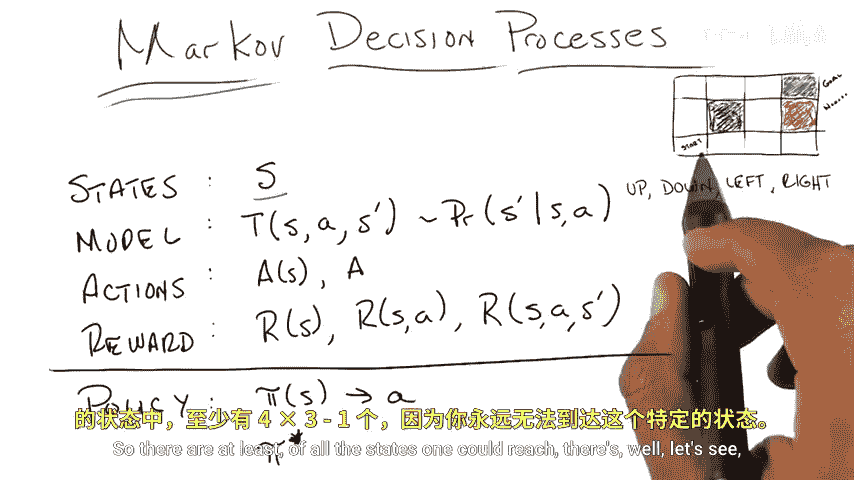 Markov Decision Processes
GOAL
START
UP, DOWN, LEFT, RIGHT
STATES : S
MODEL : T(s, a, s') ~ Pr(s' | s, a)
ACTIONS : A(s), A
REWARD : R(s), R(s, a), R(s, a, s')
POLICY : π(s) → a
π*
的状态中，至少有 4 × 3 - 1 个，因为你永远无法到达这个特定的状态。
So there are at least, of all the states one could reach, there's, well, let's see,